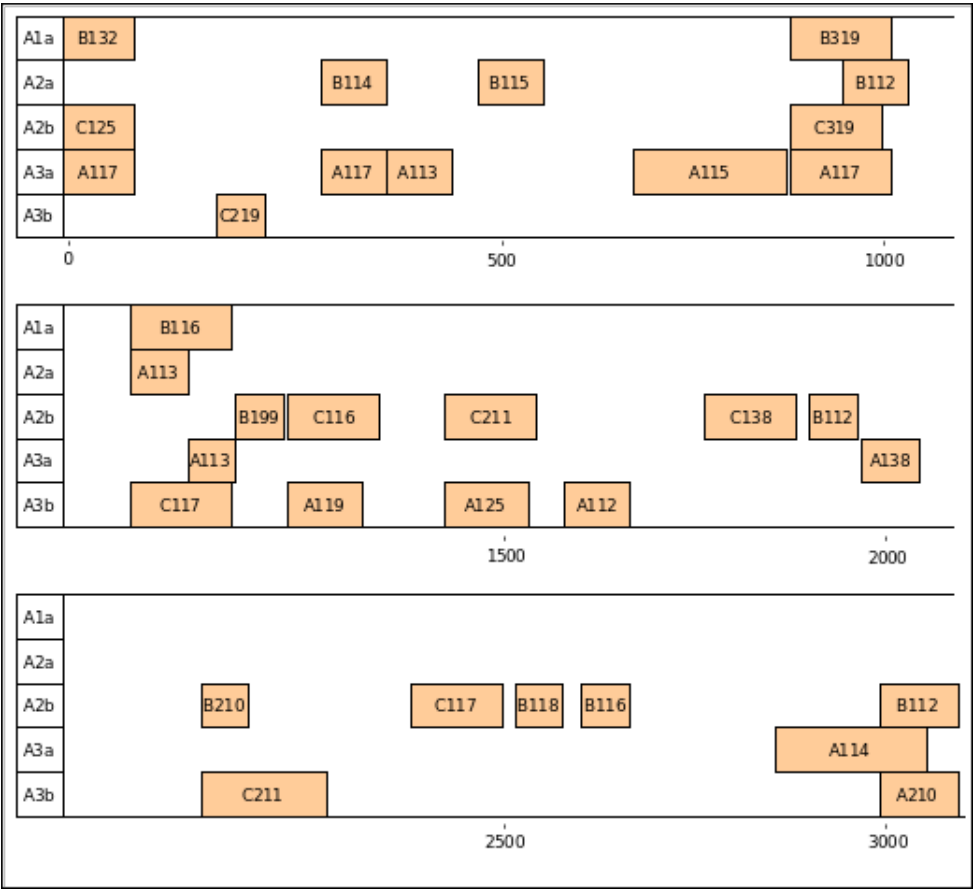 A1a B132 B319
A2a B114 B115 B112
A2b C125 C319
A3a A117 A117 A113 A115 A117
A3b C219
0 500 1000
A1a B116
A2a A113
A2b B199 C116 C211 C138 B112
A3a A113 A138
A3b C117 A119 A125 A112
1500 2000
A1a
A2a
A2b B210 C117 B118 B116 B112
A3a A114
A3b C211 A210
2500 3000